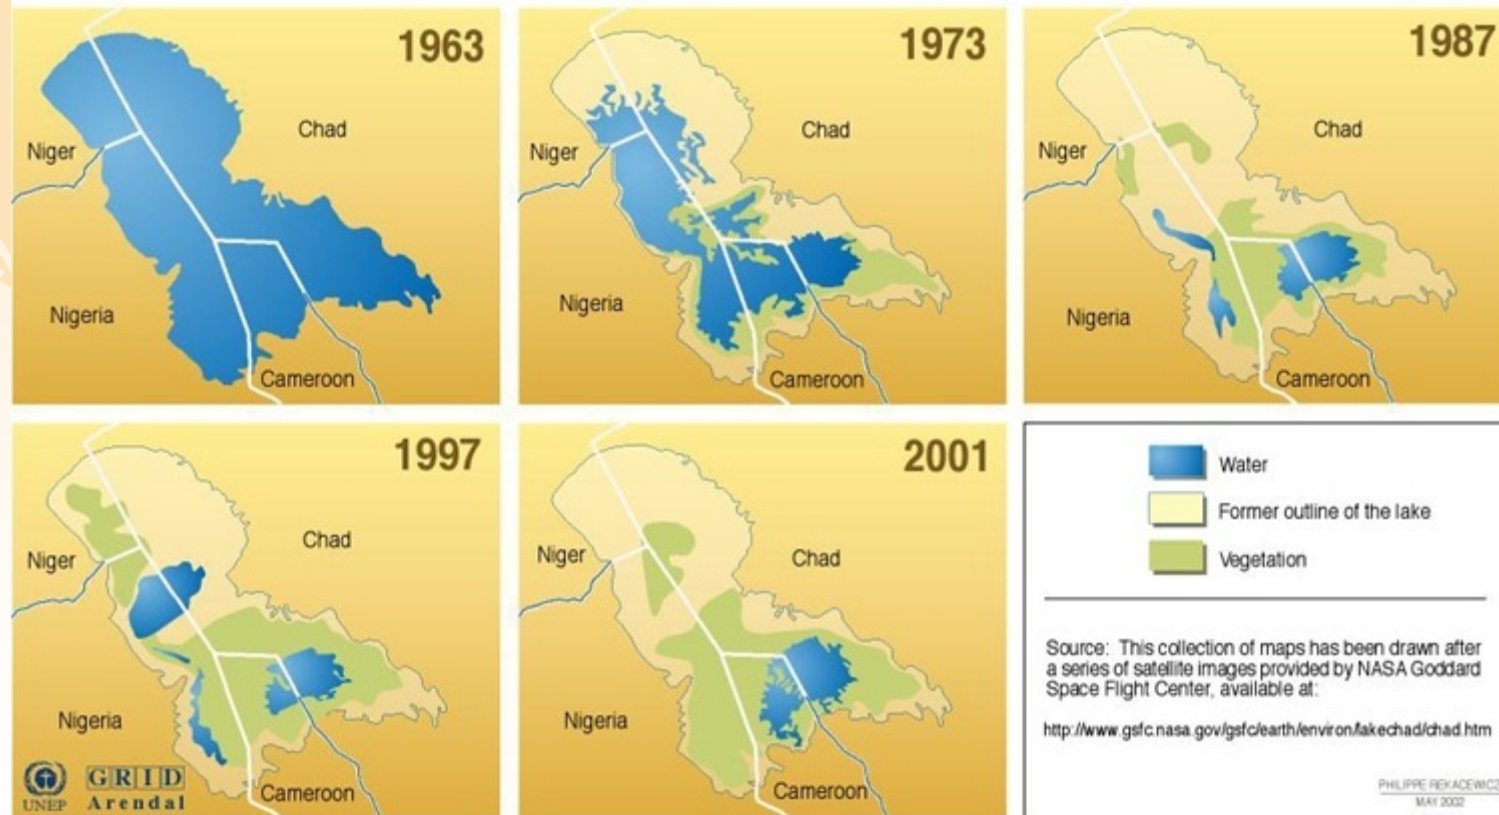 1963
Chad
Niger
Nigeria
Cameroon
1973
Chad
Niger
Nigeria
Cameroon
1987
Chad
Niger
Nigeria
Cameroon
1997
Chad
Niger
Nigeria
Cameroon
UNEP
GRID
Arendal
2001
Chad
Niger
Nigeria
Cameroon
Water
Former outline of the lake
Vegetation
Source: This collection of maps has been drawn after
a series of satellite images provided by NASA Goddard
Space Flight Center, available at:
http://www.gsfc.nasa.gov/gsfc/earth/environ/lakechad/chad.htm
PHILIPPE REKACEWICZ
MAY 2002